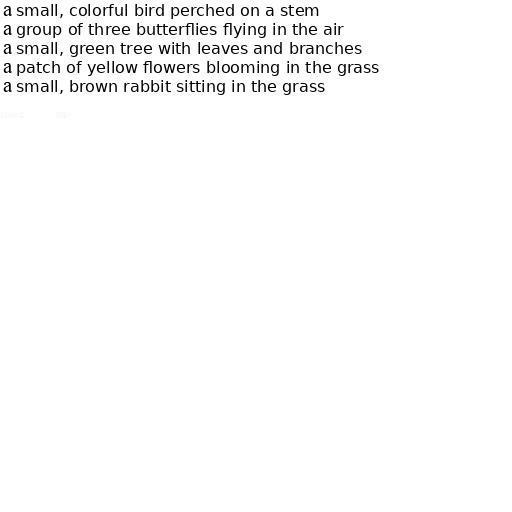 a small, colorful bird perched on a stem
a group of three butterflies flying in the air
a small, green tree with leaves and branches
a patch of yellow flowers blooming in the grass
a small, brown rabbit sitting in the grass